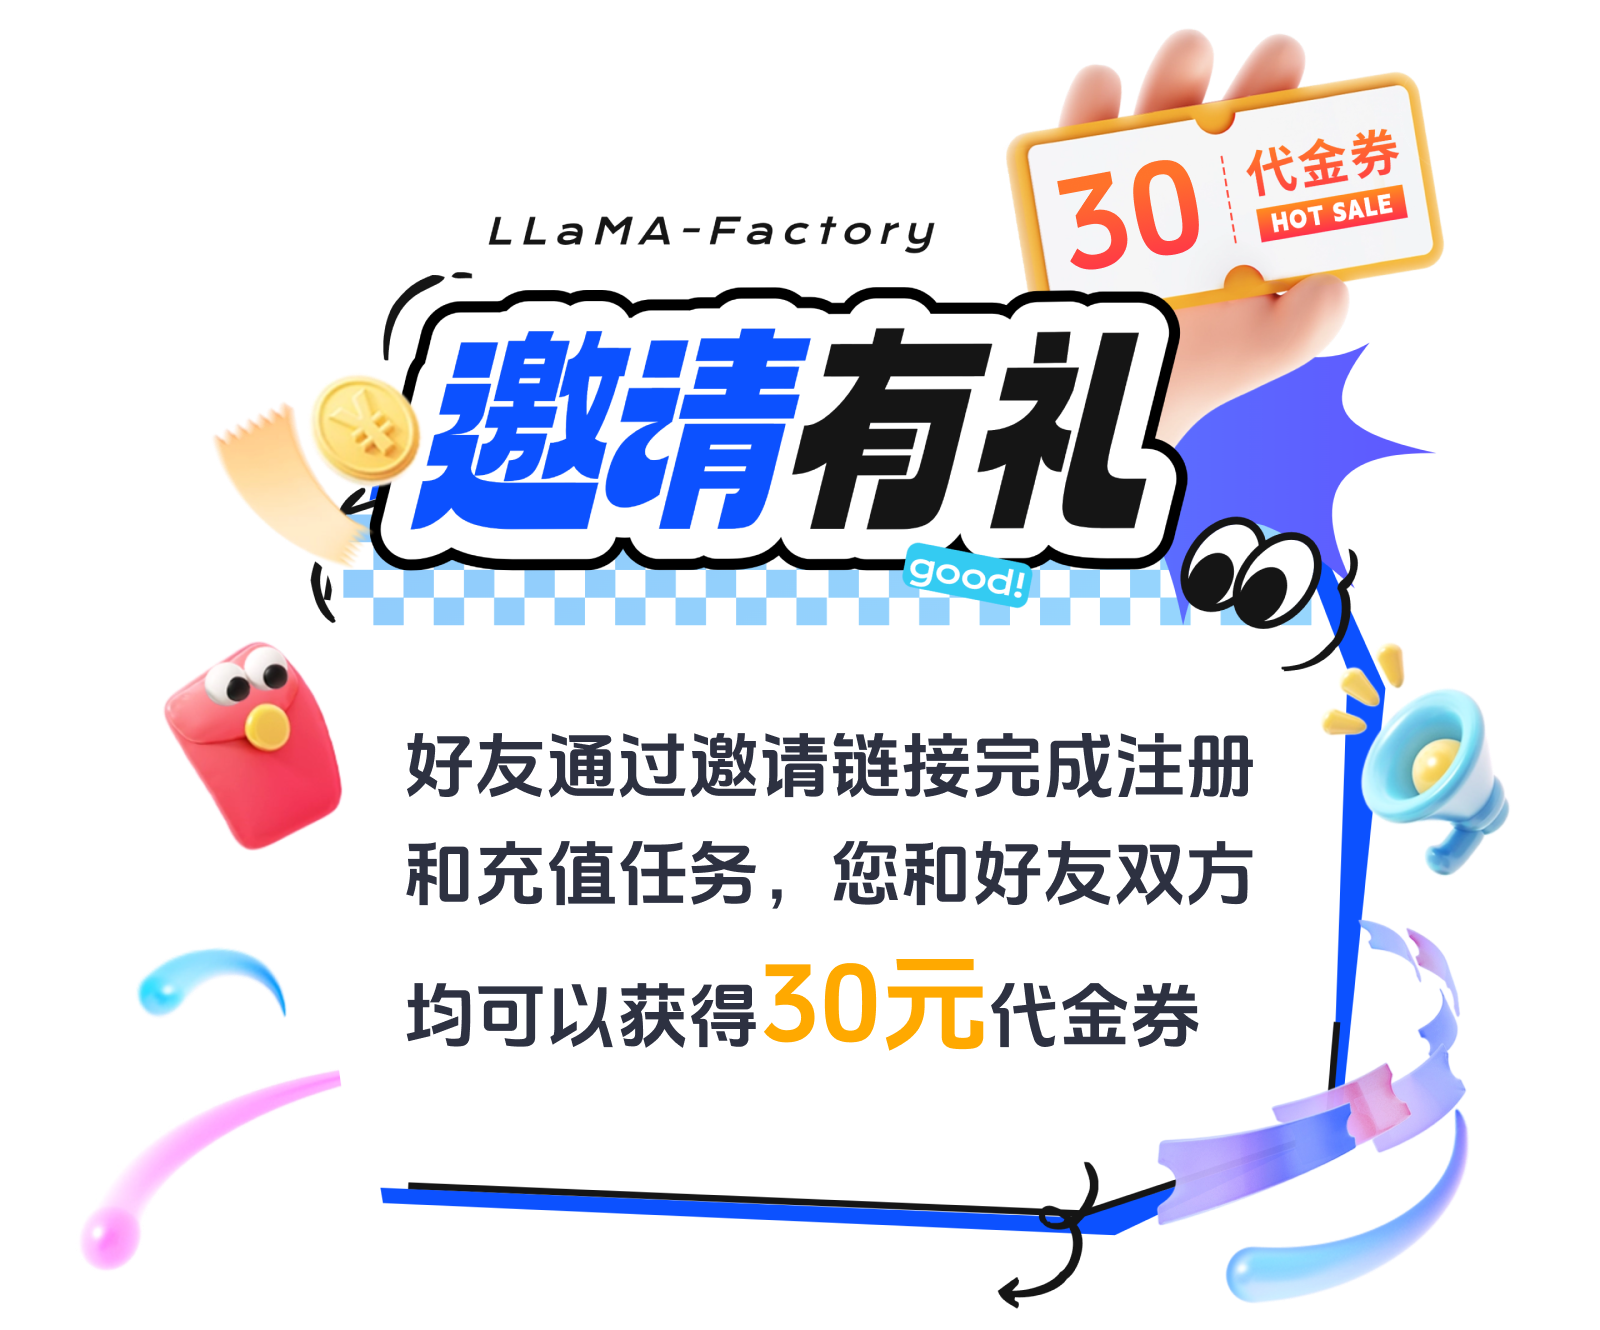 LLaMA-Factory
30
代金券
HOT SALE
邀请有礼
good!
好友通过邀请链接完成注册
和充值任务，您和好友双方
均可以获得30元代金券